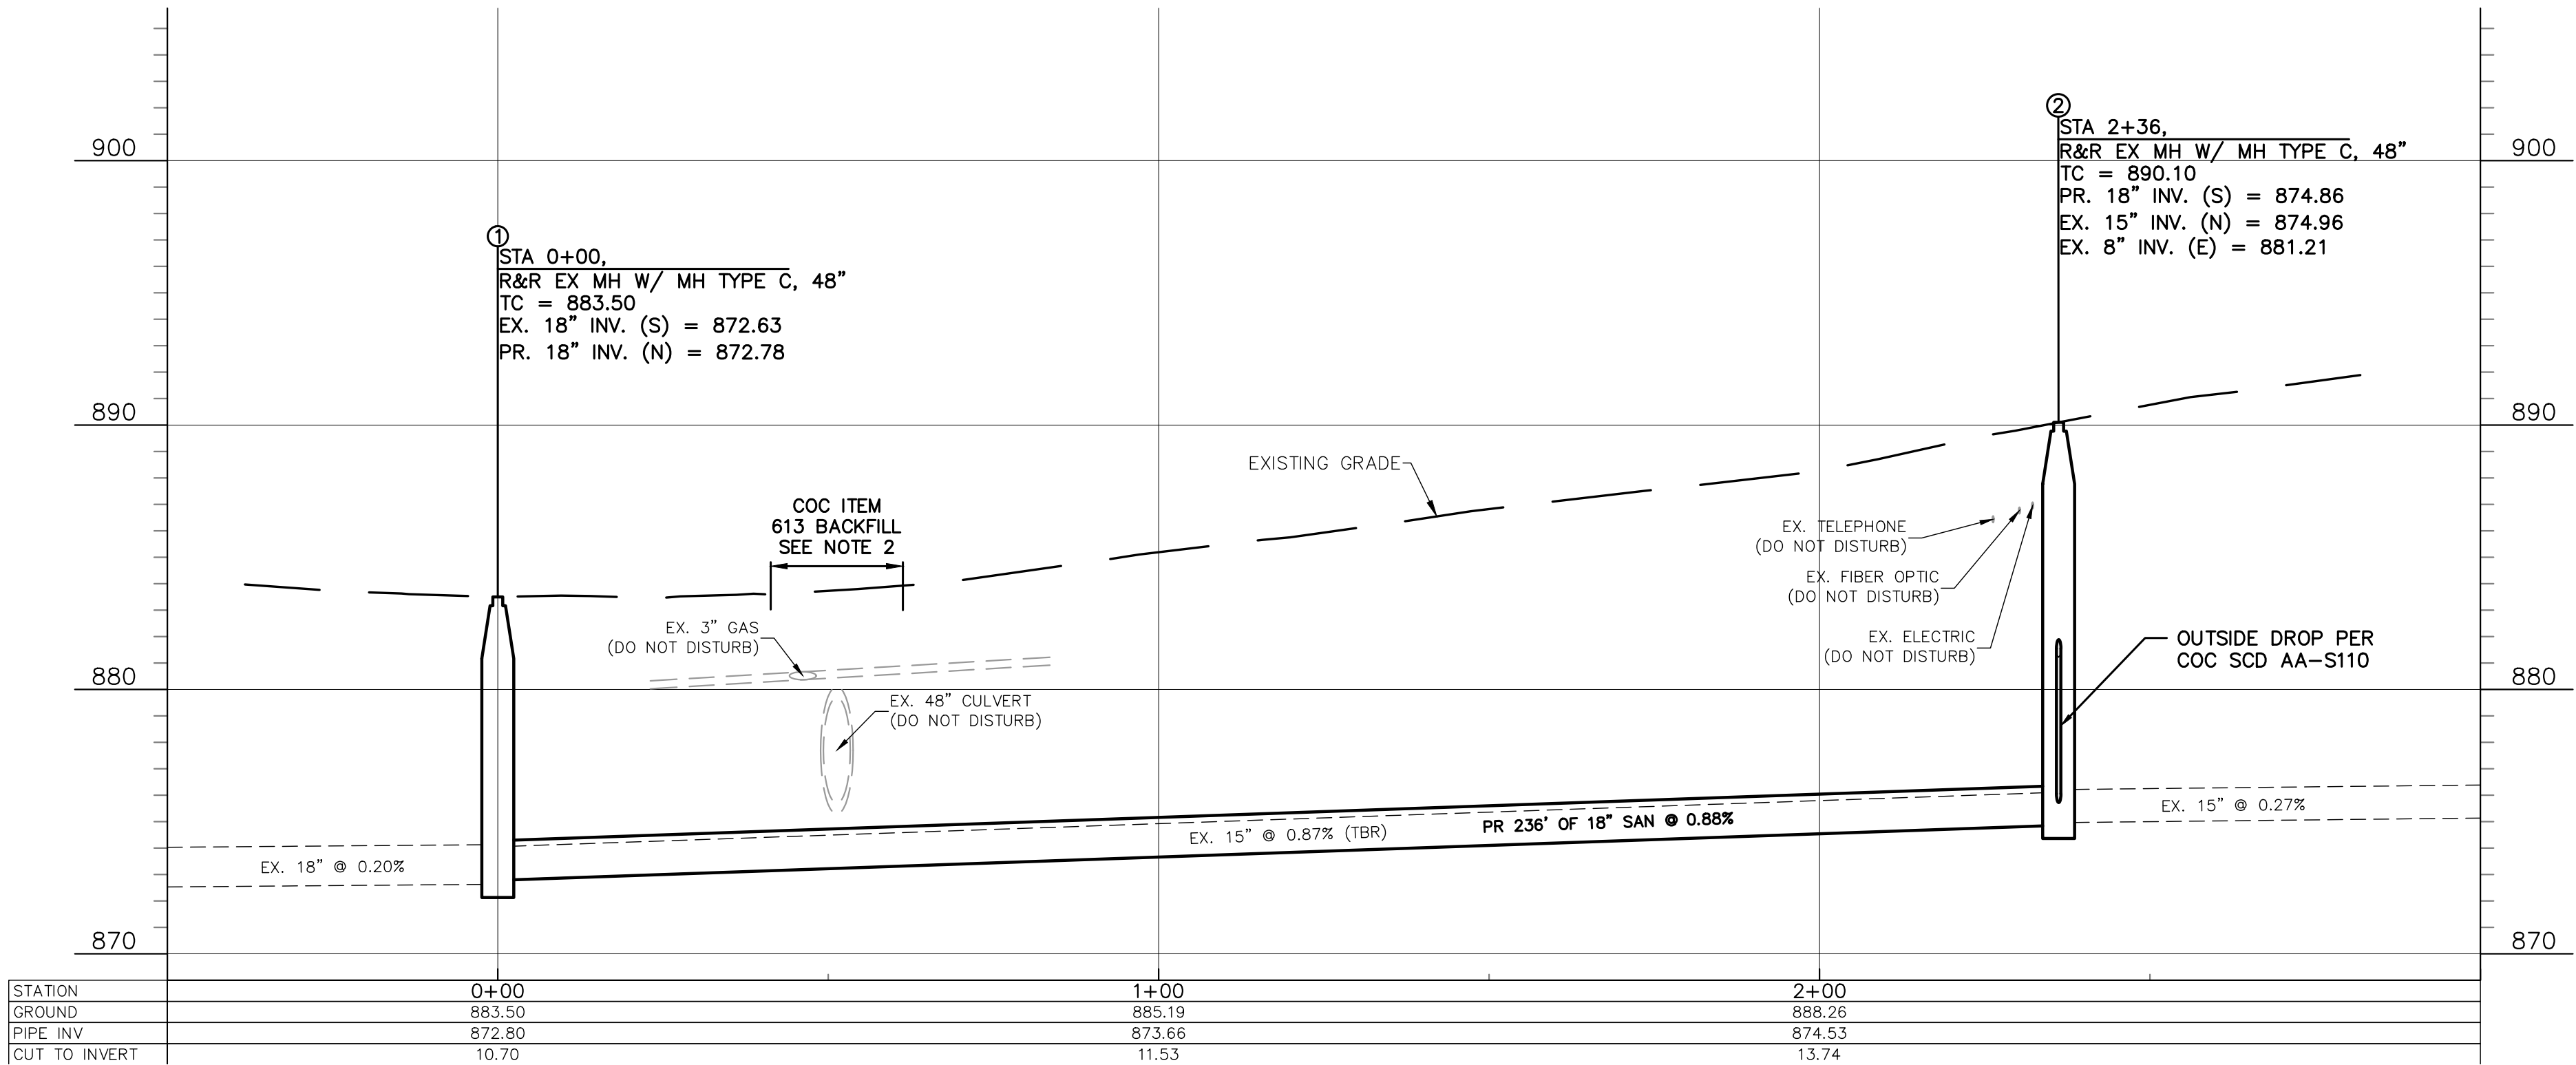 ②
STA 2+36,
R&R EX MH W/ MH TYPE C, 48”
TC = 890.10
PR. 18” INV. (S) = 874.86
EX. 15” INV. (N) = 874.96
EX. 8” INV. (E) = 881.21
900
900
①
STA 0+00,
R&R EX MH W/ MH TYPE C, 48”
TC = 883.50
EX. 18” INV. (S) = 872.63
PR. 18” INV. (N) = 872.78
890
890
EXISTING GRADE
COC ITEM
613 BACKFILL
SEE NOTE 2
EX. TELEPHONE
(DO NOT DISTURB)
EX. FIBER OPTIC
(DO NOT DISTURB)
EX. 3” GAS
(DO NOT DISTURB)
EX. ELECTRIC
(DO NOT DISTURB)
OUTSIDE DROP PER
COC SCD AA-S110
880
880
EX. 48” CULVERT
(DO NOT DISTURB)
EX. 15” @ 0.27%
PR 236’ OF 18” SAN @ 0.88%
EX. 15” @ 0.87% (TBR)
EX. 18” @ 0.20%
870
870
STATION 0+00 1+00 2+00
GROUND 883.50 885.19 888.26
PIPE INV 872.80 873.66 874.53
CUT TO INVERT 10.70 11.53 13.74